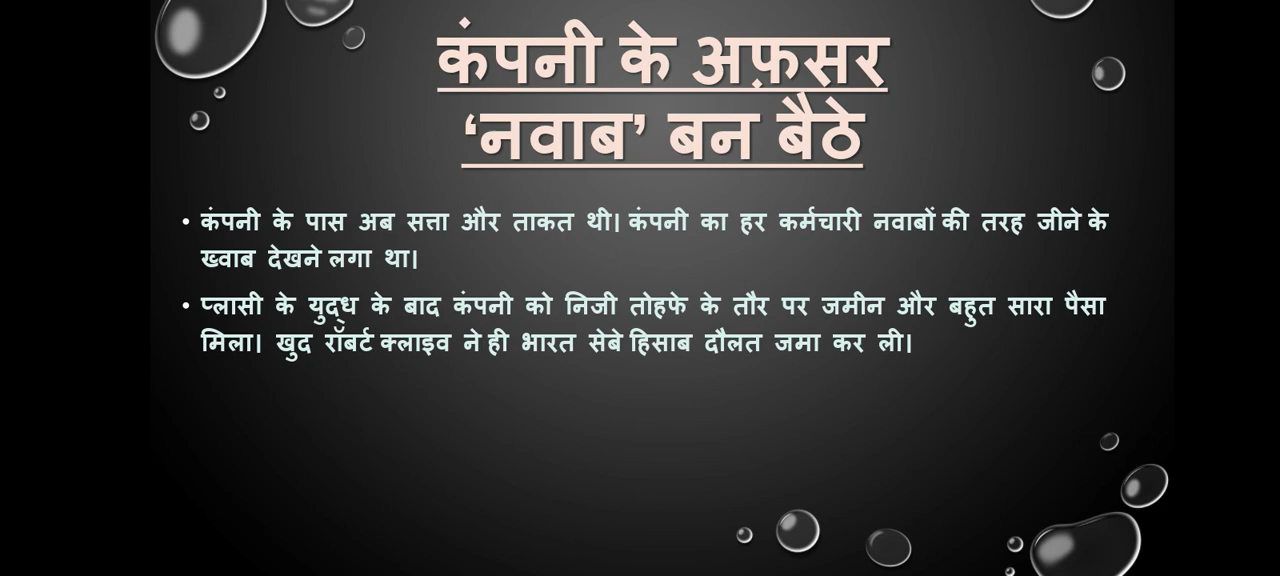 कंपनी के अफ़सर
‘नवाब’ बन बैठे
• कंपनी के पास अब सत्ता और ताकत थी| कंपनी का हर कर्मचारी नवाबों की तरह जीने के
ख्वाब देखने लगा था।
• प्लासी के युद्ध के बाद कंपनी को निजी तोहफे के तौर पर जमीन और बहुत सारा पैसा
मिला। खुद रॉबर्ट क्लाइव ने ही भारत सेबे हिसाब दौलत जमा कर ली।